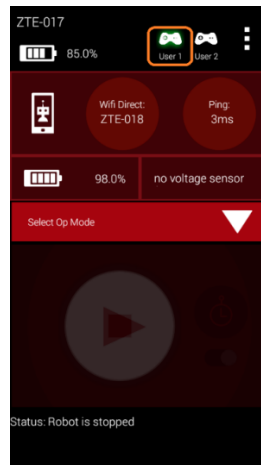 ZTE-017
85.0%
User 1 User 2
Wifi Direct:
ZTE-018
Ping:
3ms
98.0%
no voltage sensor
Select Op Mode
Status: Robot is stopped